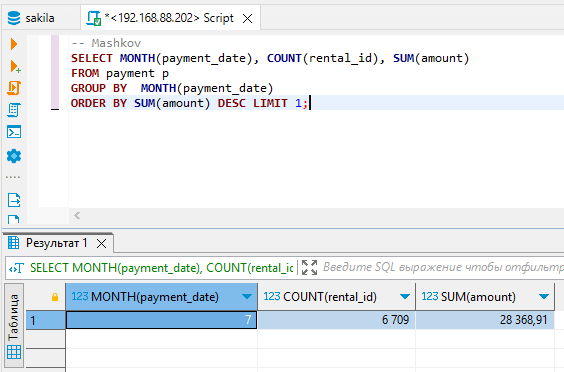 sakila
*<192.168.88.202> Script
-- Mashkov
SELECT MONTH(payment_date), COUNT(rental_id), SUM(amount)
FROM payment p
GROUP BY  MONTH(payment_date)
ORDER BY SUM(amount) DESC LIMIT 1;
Результат 1
SELECT MONTH(payment_date), COUNT(rental_id
Введите SQL выражение чтобы отфильтр
Таблица
123 MONTH(payment_date) 123 COUNT(rental_id) 123 SUM(amount)
1 7 6 709 28 368,91